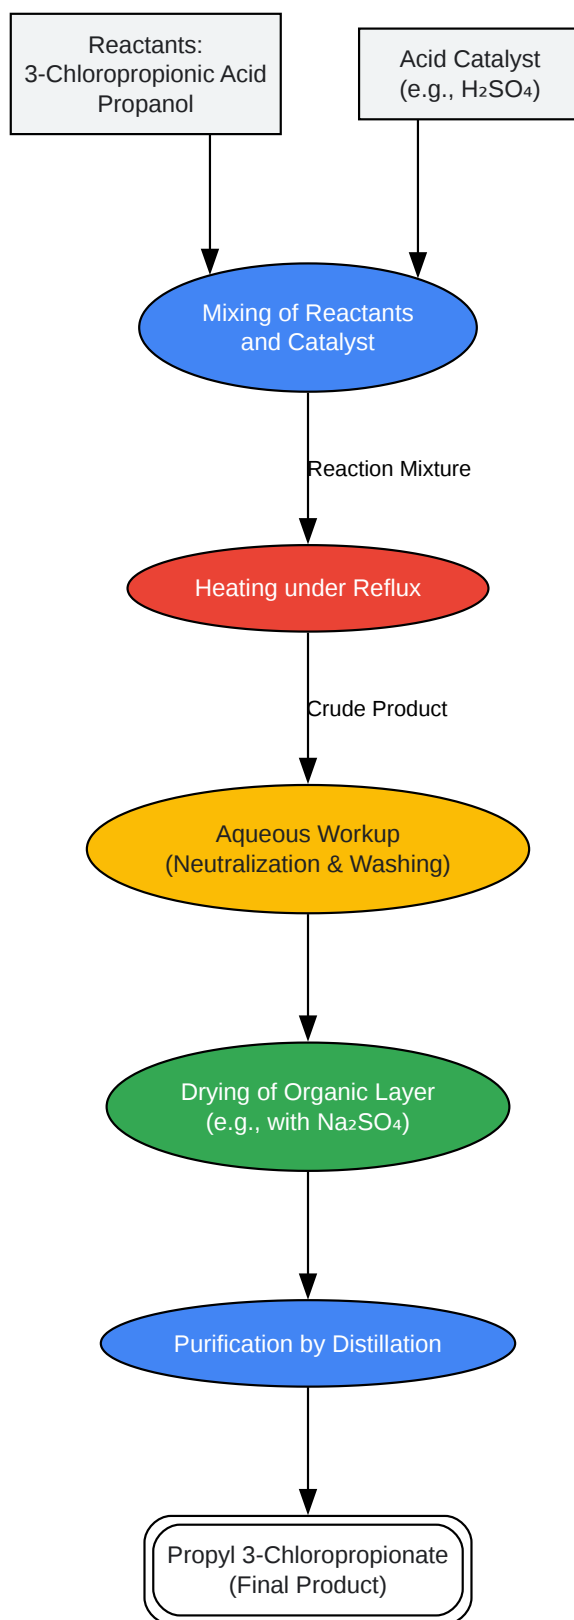 Reactants:
3-Chloropropionic Acid
Propanol
Acid Catalyst
(e.g., H₂SO₄)
Mixing of Reactants
and Catalyst
Reaction Mixture
Heating under Reflux
Crude Product
Aqueous Workup
(Neutralization & Washing)
Drying of Organic Layer
(e.g., with Na₂SO₄)
Purification by Distillation
Propyl 3-Chloropropionate
(Final Product)